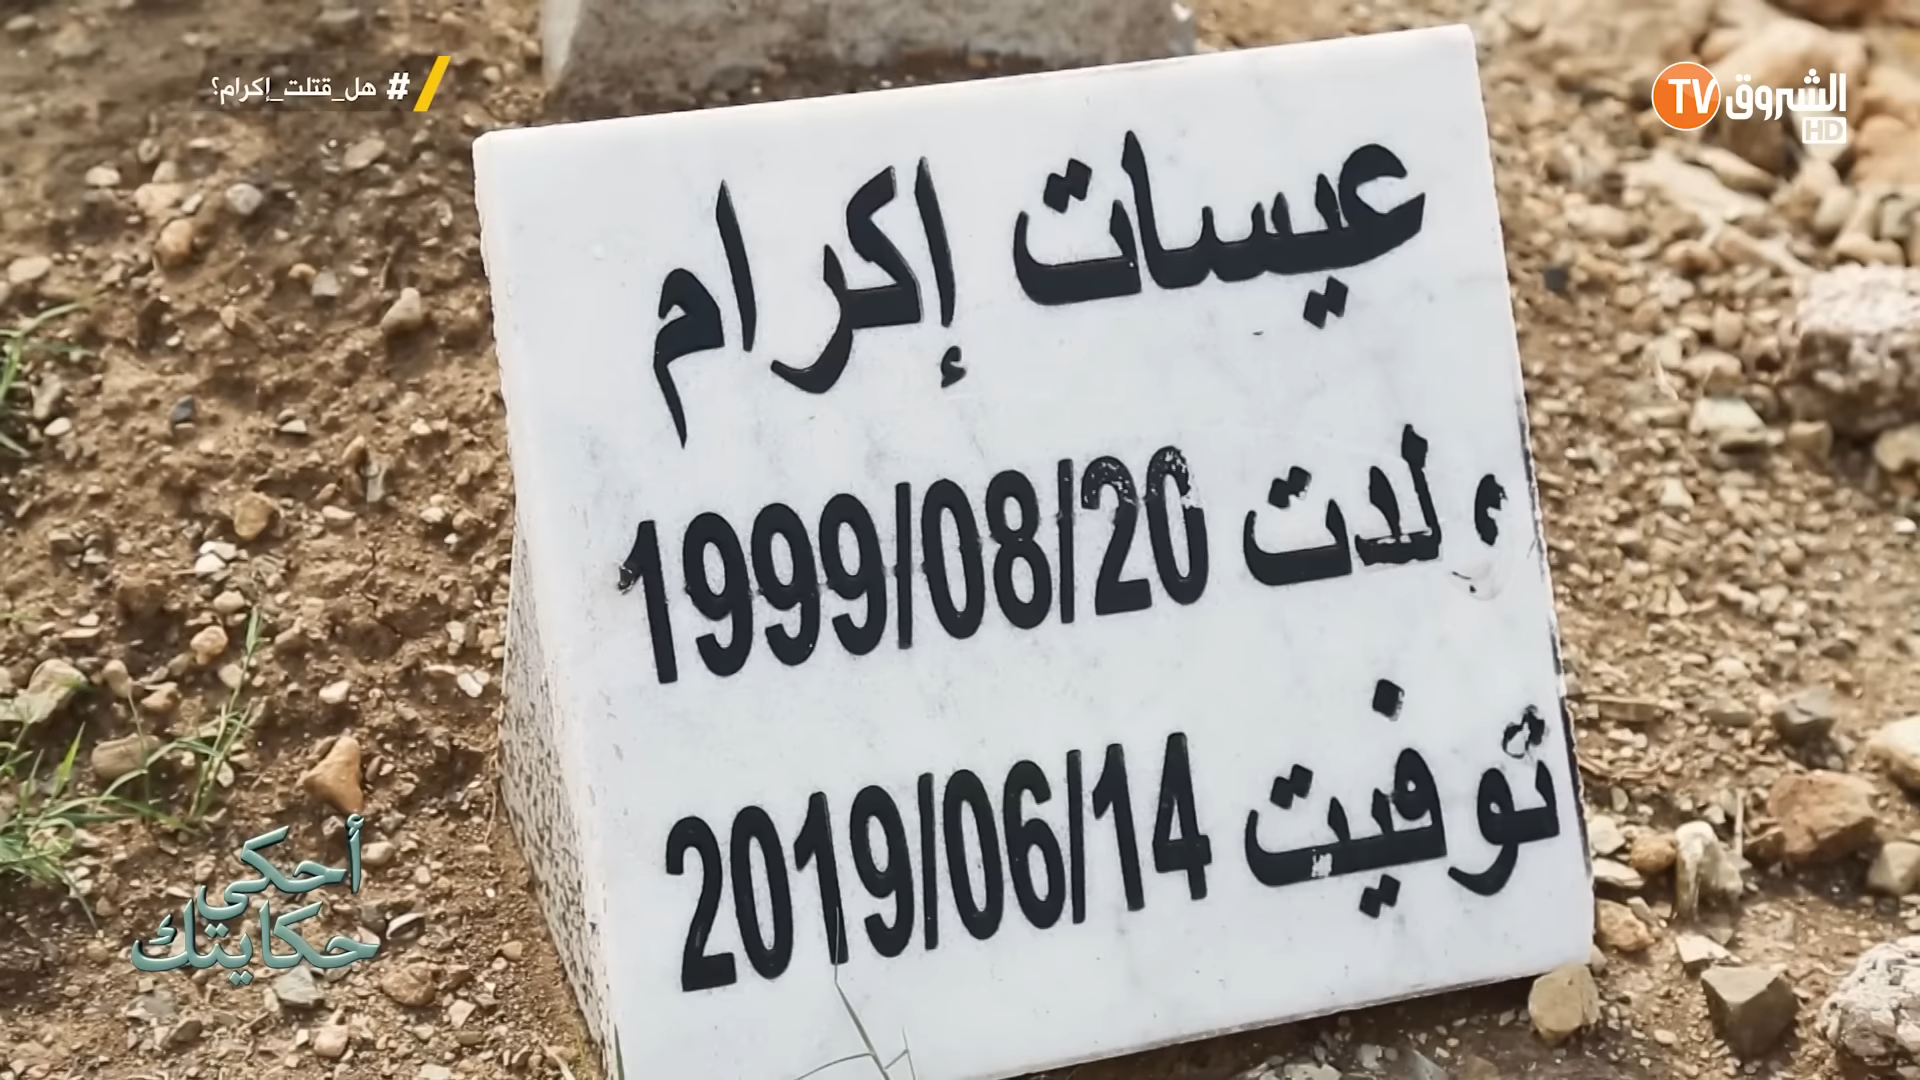 #هل_قتلت_إكرام؟
الشروق TV
HD
عيسات إكرام
ولدت 1999/08/20
توفيت 2019/06/14
أحكي
حكايتك